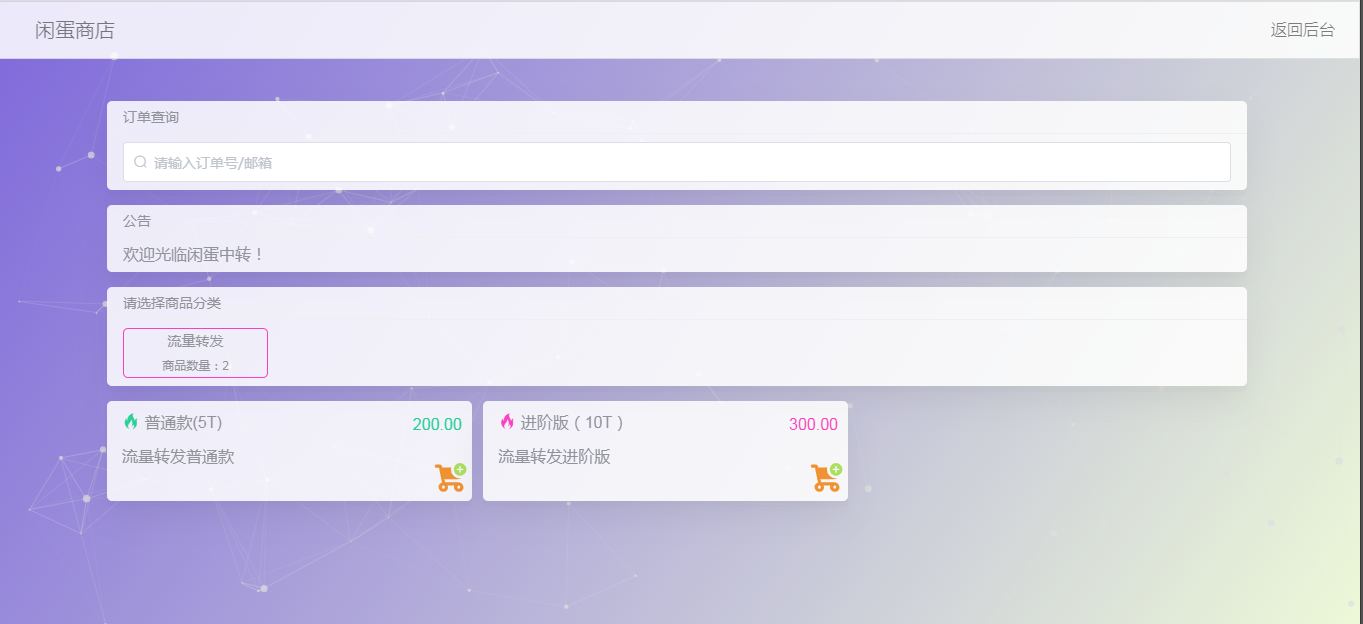 闲蛋商店
返回后台
订单查询
请输入订单号/邮箱
公告
欢迎光临闲蛋中转！
请选择商品分类
流量转发
商品数量：2
普通款(5T) 200.00
流量转发普通款
进阶版（10T） 300.00
流量转发进阶版